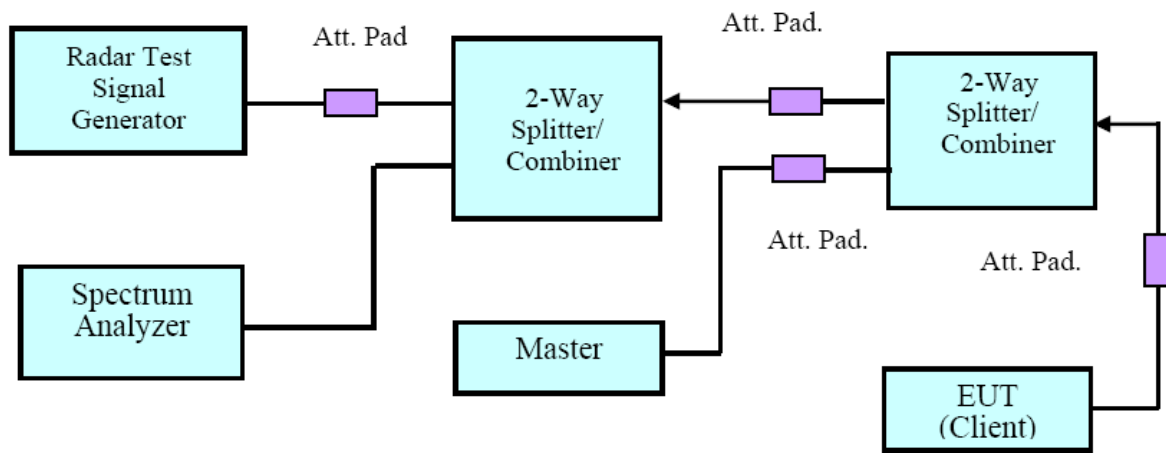 Att. Pad
Att. Pad.
Radar Test
Signal
Generator
2-Way
Splitter/
Combiner
2-Way
Splitter/
Combiner
Att. Pad.
Att. Pad.
Spectrum
Analyzer
Master
EUT
(Client)